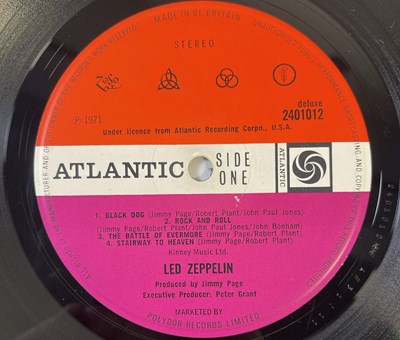 MADE IN GT. BRITAIN
STEREO
℗ 1971
deluxe
2401012
Under licence from Atlantic Recording Corpn., U.S.A.
ATLANTIC
SIDE
ONE
ATLANTIC
1. BLACK DOG (Jimmy Page/Robert Plant/John Paul Jones)
2. ROCK AND ROLL
(Jimmy Page/Robert Plant/John Paul Jones/John Bonham)
3. THE BATTLE OF EVERMORE (Jimmy Page/Robert Plant)
4. STAIRWAY TO HEAVEN (Jimmy Page/Robert Plant)
Kinney Music Ltd.
LED ZEPPELIN
Produced by Jimmy Page
Executive Producer: Peter Grant
MARKETED BY
POLYDOR RECORDS LIMITED